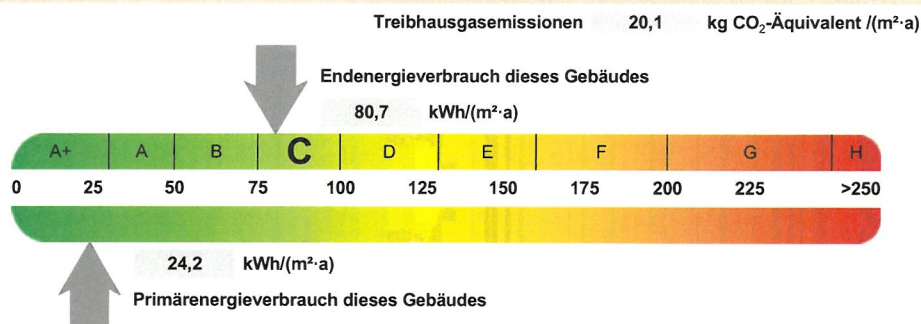 Treibhausgasemissionen 20,1 kg CO₂-Äquivalent /(m²·a)
Endenergieverbrauch dieses Gebäudes
80,7 kWh/(m²·a)
A+ A B C D E F G H
0 25 50 75 100 125 150 175 200 225 >250
24,2 kWh/(m²·a)
Primärenergieverbrauch dieses Gebäudes